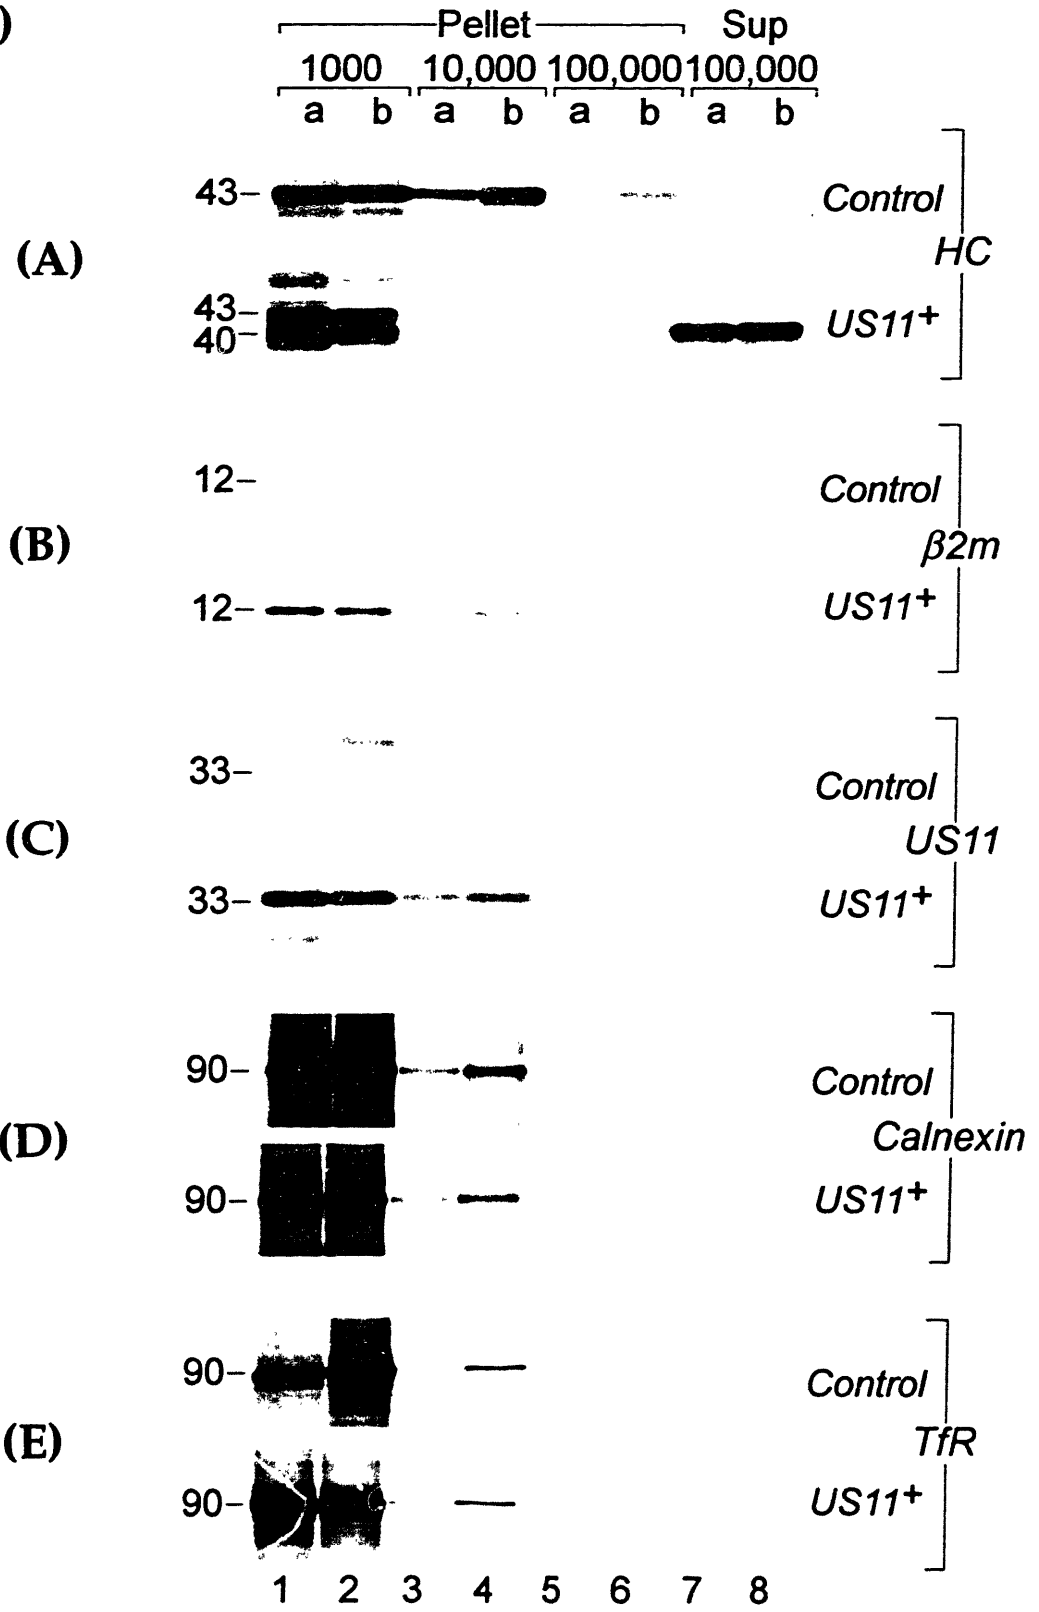 )
Pellet Sup
1000 10,000 100,000 100,000
a b a b a b a b
43– Control
(A) HC
43–
40– US11+
12– Control
(B) β2m
12– US11+
33– Control
(C) US11
33– US11+
90– Control
(D) Calnexin
90– US11+
90– Control
(E) TfR
90– US11+
1 2 3 4 5 6 7 8